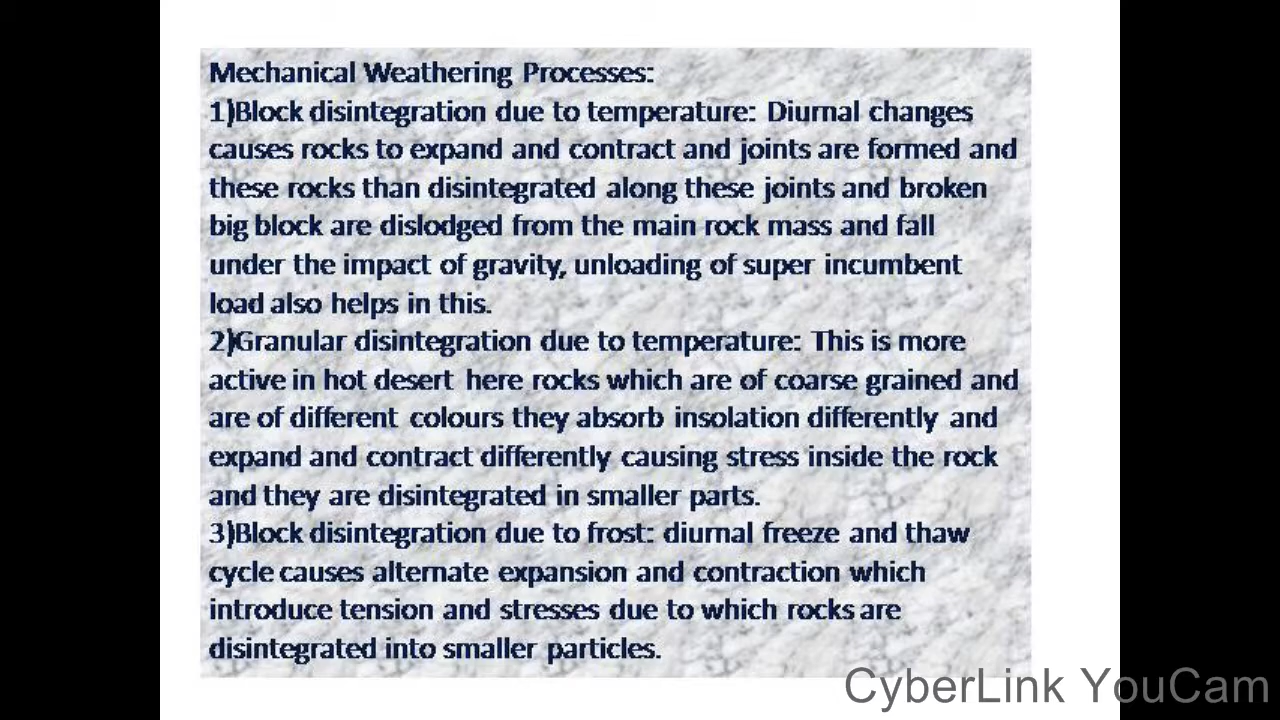 Mechanical Weathering Processes:
1)Block disintegration due to temperature: Diurnal changes
causes rocks to expand and contract and joints are formed and
these rocks than disintegrated along these joints and broken
big block are dislodged from the main rock mass and fall
under the impact of gravity, unloading of super incumbent
load also helps in this.
2)Granular disintegration due to temperature: This is more
active in hot desert here rocks which are of coarse grained and
are of different colours they absorb insolation differently and
expand and contract differently causing stress inside the rock
and they are disintegrated in smaller parts.
3)Block disintegration due to frost: diurnal freeze and thaw
cycle causes alternate expansion and contraction which
introduce tension and stresses due to which rocks are
disintegrated into smaller particles.
CyberLink YouCam